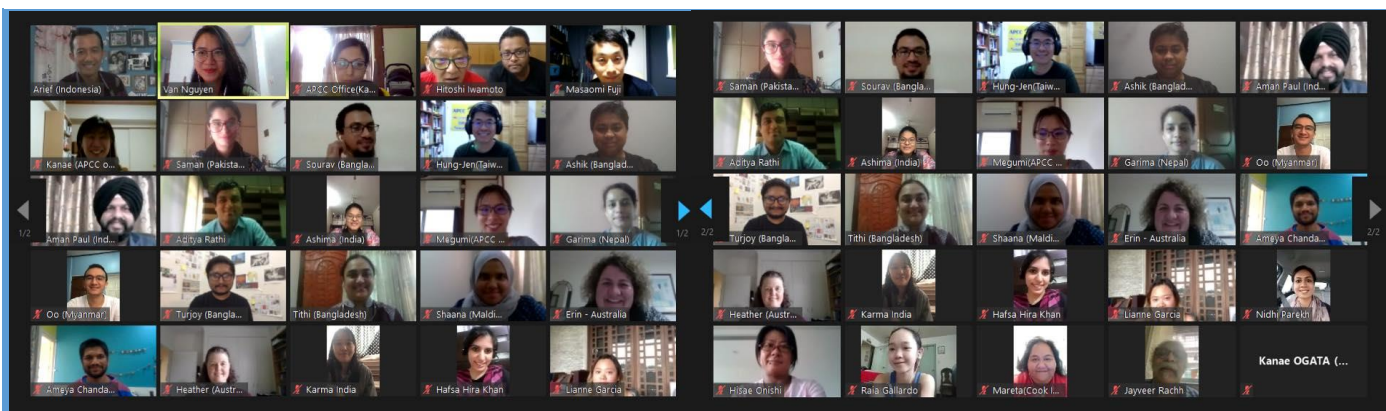 Arief (Indonesia)
Van Nguyen
APCC Office(Ka...
Hitoshi Iwamoto
Masaomi Fuji
Kanae (APCC o...
Saman (Pakista...
Sourav (Bangla...
Hung-Jen(Taiw...
Ashik (Banglad...
Aman Paul (Ind...
Aditya Rathi
Ashima (India)
Megumi(APCC ...
Garima (Nepal)
1/2
Oo (Myanmar)
Turjoy (Bangla...
Tithi (Bangladesh)
Shaana (Maldi...
Erin - Australia
Ameya Chanda...
Heather (Austr...
Karma India
Hafsa Hira Khan
Lianne Garcia
1/2
Saman (Pakista...
Sourav (Bangla...
Hung-Jen(Taiw...
Ashik (Banglad...
Aman Paul (Ind...
Aditya Rathi
Ashima (India)
Megumi(APCC ...
Garima (Nepal)
Oo (Myanmar)
2/2
Turjoy (Bangla...
Tithi (Bangladesh)
Shaana (Maldi...
Erin - Australia
Ameya Chanda...
2/2
Heather (Austr...
Karma India
Hafsa Hira Khan
Lianne Garcia
Nidhi Parekh
Hisae Onishi
Raia Gallardo
Mareta(Cook I...
Jayveer Rachh
Kanae OGATA (...